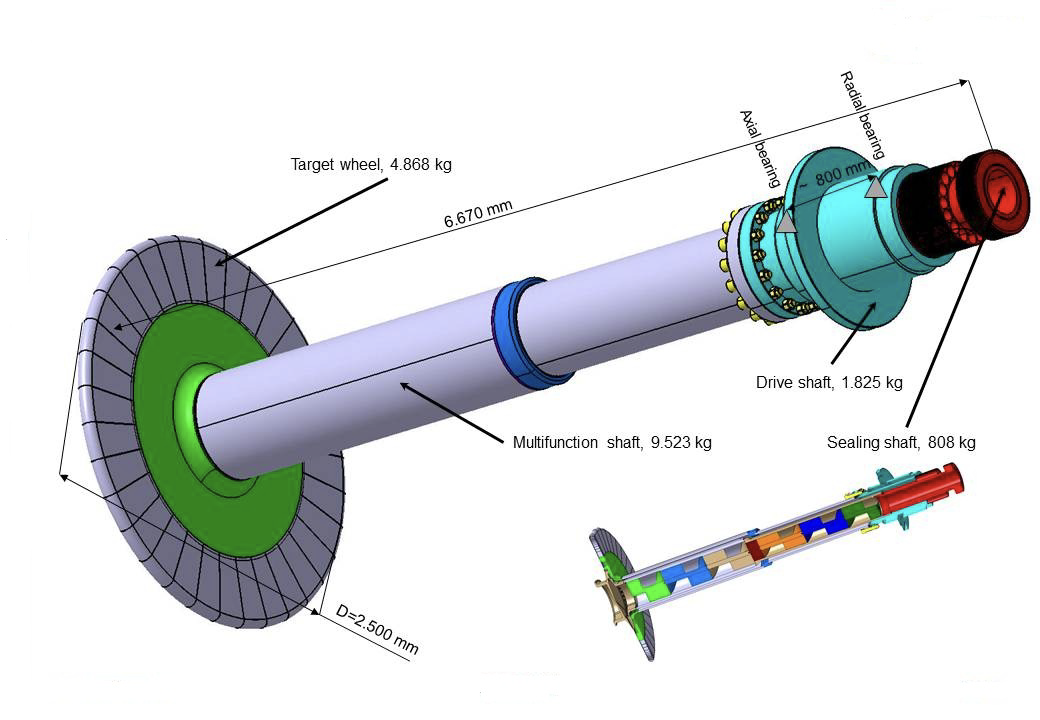 Radial bearing
Axial bearing
Target wheel, 4.868 kg
~ 800 mm
6.670 mm
Drive shaft, 1.825 kg
Multifunction shaft, 9.523 kg
Sealing shaft, 808 kg
D=2.500 mm